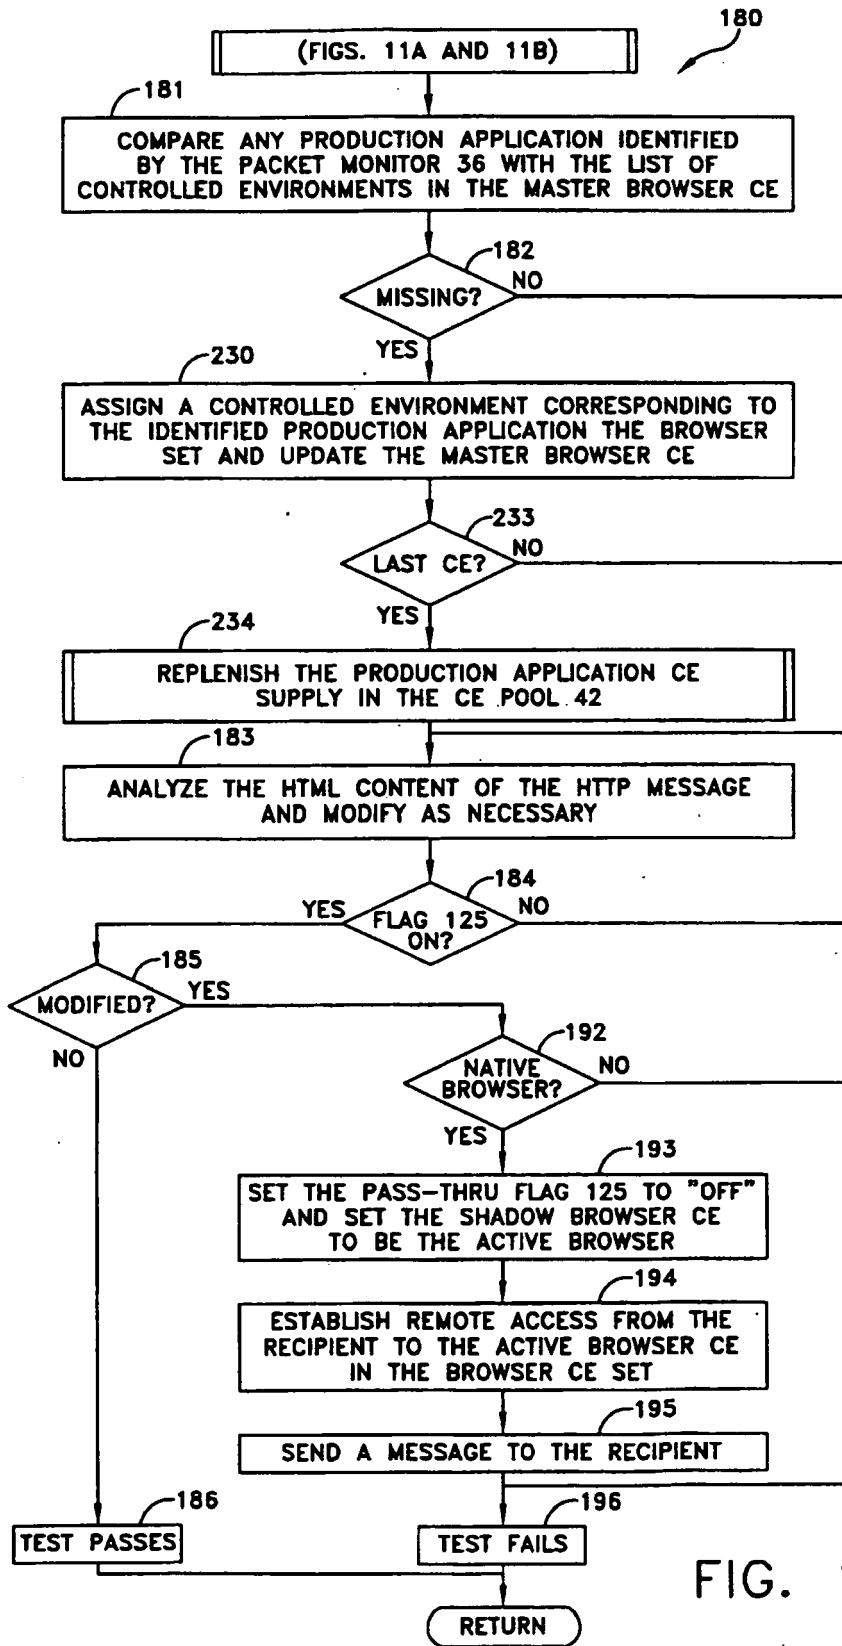 180
(FIGS. 11A AND 11B)
181
COMPARE ANY PRODUCTION APPLICATION IDENTIFIED
BY THE PACKET MONITOR 36 WITH THE LIST OF
CONTROLLED ENVIRONMENTS IN THE MASTER BROWSER CE
182
MISSING?
NO
YES
230
ASSIGN A CONTROLLED ENVIRONMENT CORRESPONDING TO
THE IDENTIFIED PRODUCTION APPLICATION THE BROWSER
SET AND UPDATE THE MASTER BROWSER CE
233
LAST CE?
NO
YES
234
REPLENISH THE PRODUCTION APPLICATION CE
SUPPLY IN THE CE POOL 42
183
ANALYZE THE HTML CONTENT OF THE HTTP MESSAGE
AND MODIFY AS NECESSARY
184
YES
FLAG 125
ON?
NO
185
MODIFIED?
YES
NO
192
NATIVE
BROWSER?
NO
YES
193
SET THE PASS-THRU FLAG 125 TO "OFF"
AND SET THE SHADOW BROWSER CE
TO BE THE ACTIVE BROWSER
194
ESTABLISH REMOTE ACCESS FROM THE
RECIPIENT TO THE ACTIVE BROWSER CE
IN THE BROWSER CE SET
195
SEND A MESSAGE TO THE RECIPIENT
186
TEST PASSES
196
TEST FAILS
FIG.
RETURN